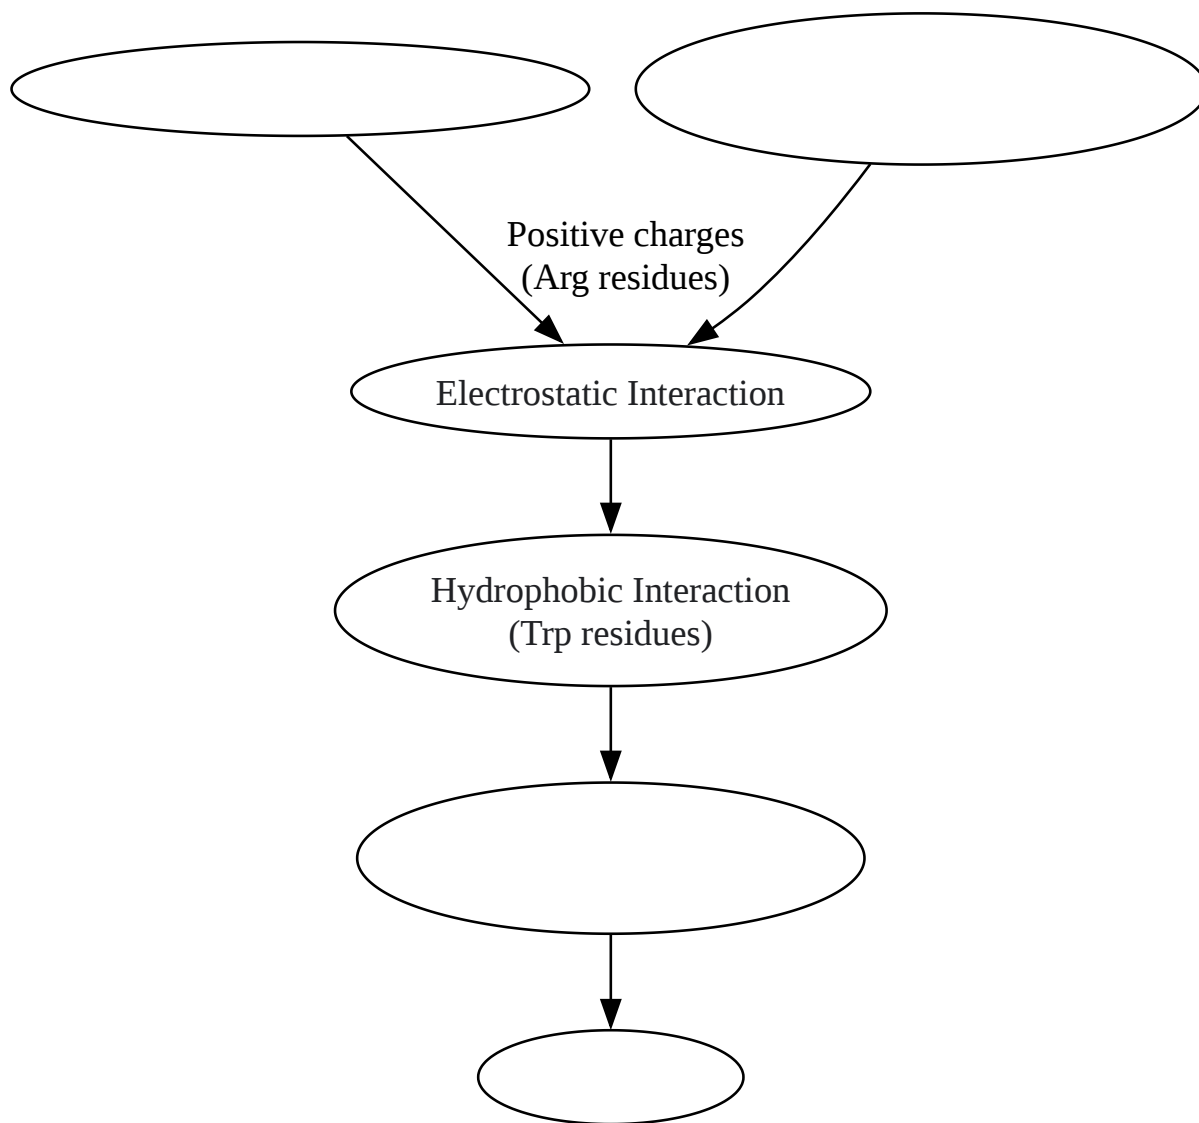 Positive charges
(Arg residues)
Electrostatic Interaction
Hydrophobic Interaction
(Trp residues)